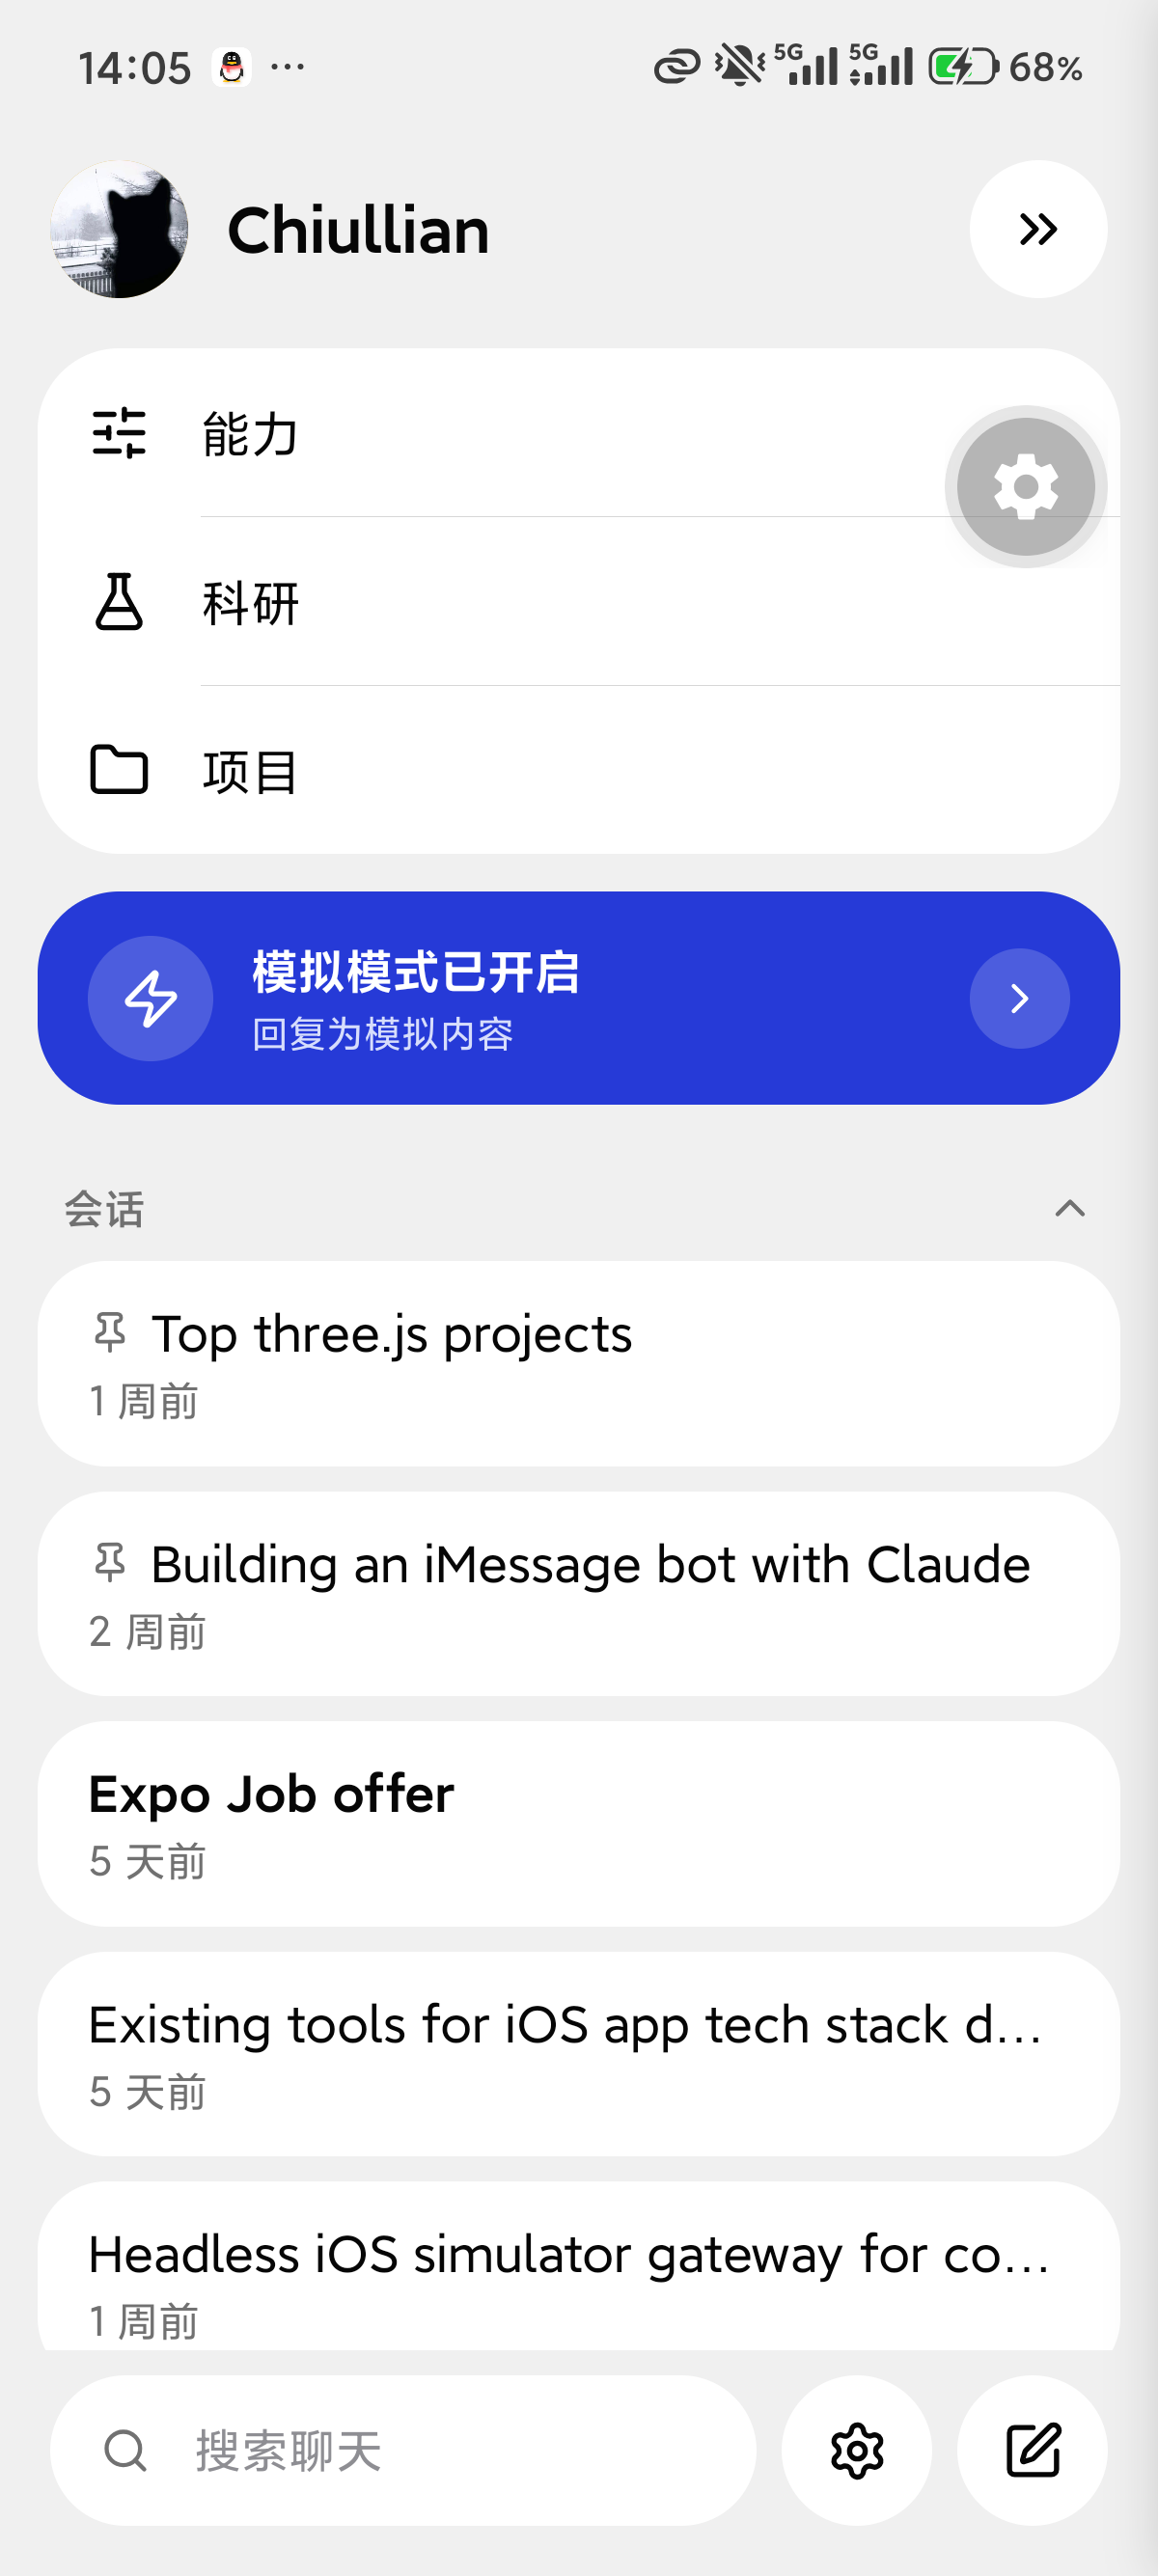 14:05 ... 5G 5G 68%
Chiullian
能力
科研
项目
模拟模式已开启
回复为模拟内容
会话
Top three.js projects
1 周前
Building an iMessage bot with Claude
2 周前
Expo Job offer
5 天前
Existing tools for iOS app tech stack d...
5 天前
Headless iOS simulator gateway for co...
1 周前
搜索聊天